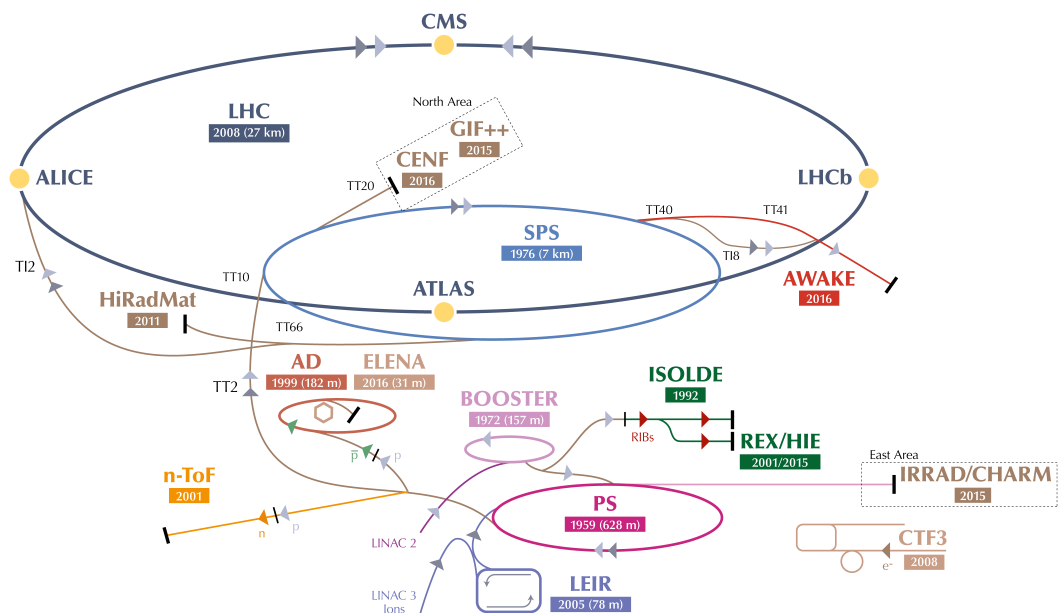 CMS
North Area
LHC
2008 (27 km)
GIF++
2015
CENF
2016
TT20
ALICE
LHCb
TT40
TT41
SPS
1976 (7 km)
TI8
TI2
TT10
AWAKE
2016
HiRadMat
2011
ATLAS
TT66
AD
1999 (182 m)
ELENA
2016 (31 m)
TT2
BOOSTER
1972 (157 m)
ISOLDE
1992
RIBs
REX/HIE
2001/2015
p̅
p
East Area
n-ToF
2001
IRRAD/CHARM
2015
PS
1959 (628 m)
n
p
LINAC 2
CTF3
2008
e-
LINAC 3
Ions
LEIR
2005 (78 m)